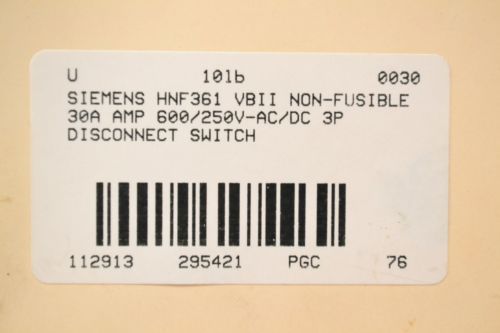 U 10lb 0030
SIEMENS HNF361 VBII NON-FUSIBLE
30A AMP 600/250V-AC/DC 3P
DISCONNECT SWITCH
112913 295421 PGC 76